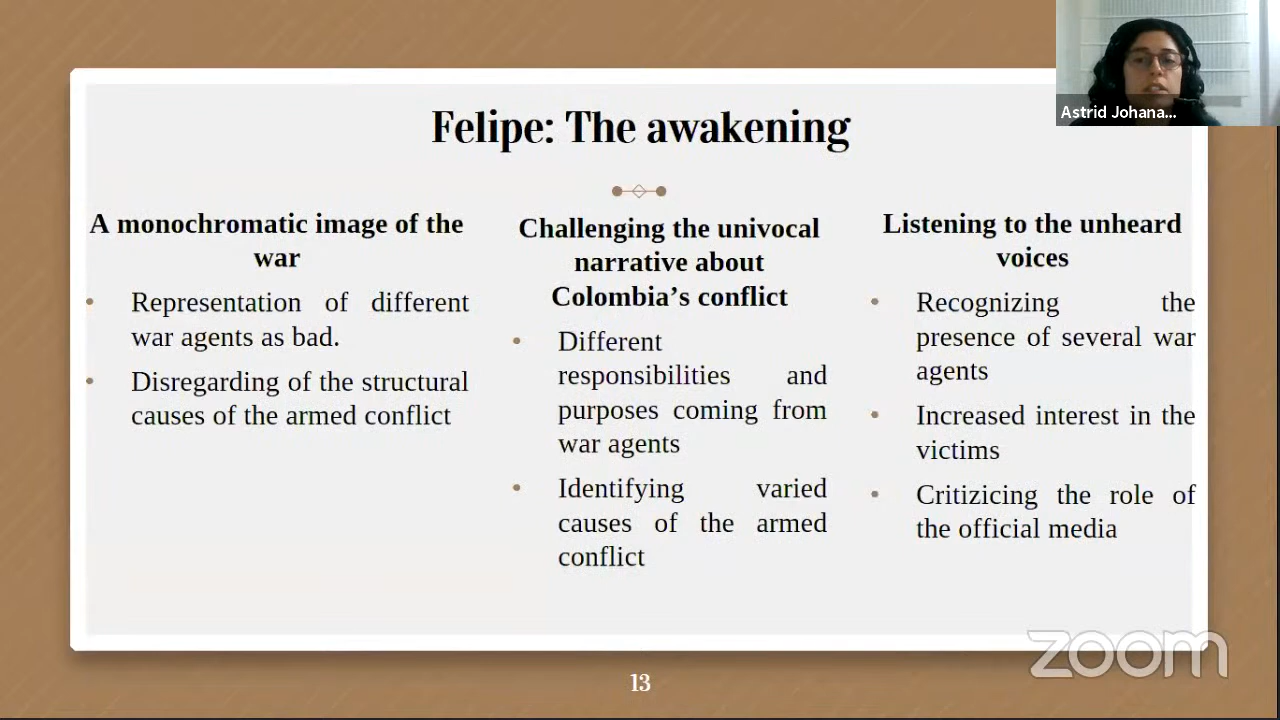 Astrid Johana...
Felipe: The awakening
A monochromatic image of the
war
Representation of different
war agents as bad.
Disregarding of the structural
causes of the armed conflict
Challenging the univocal
narrative about
Colombia’s conflict
Different
responsibilities and
purposes coming from
war agents
Identifying varied
causes of the armed
conflict
Listening to the unheard
voices
Recognizing the
presence of several war
agents
Increased interest in the
victims
Critizicing the role of
the official media
zoom
13